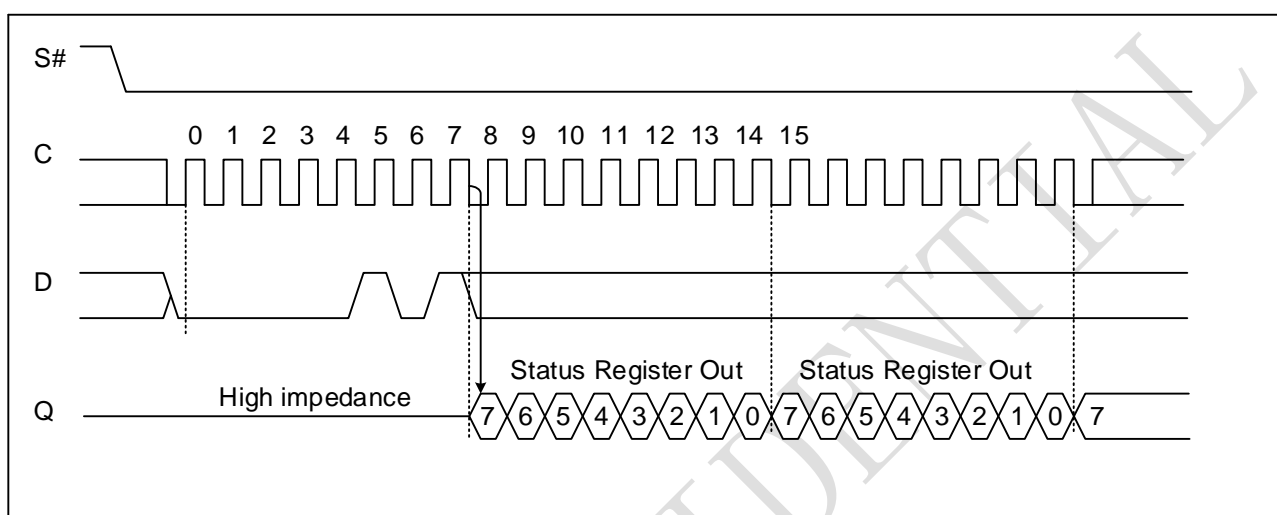 S#
0 1 2 3 4 5 6 7 8 9 10 11 12 13 14 15
C
D
Status Register Out Status Register Out
High impedance
Q 7 6 5 4 3 2 1 0 7 6 5 4 3 2 1 0 7
DENTIAL